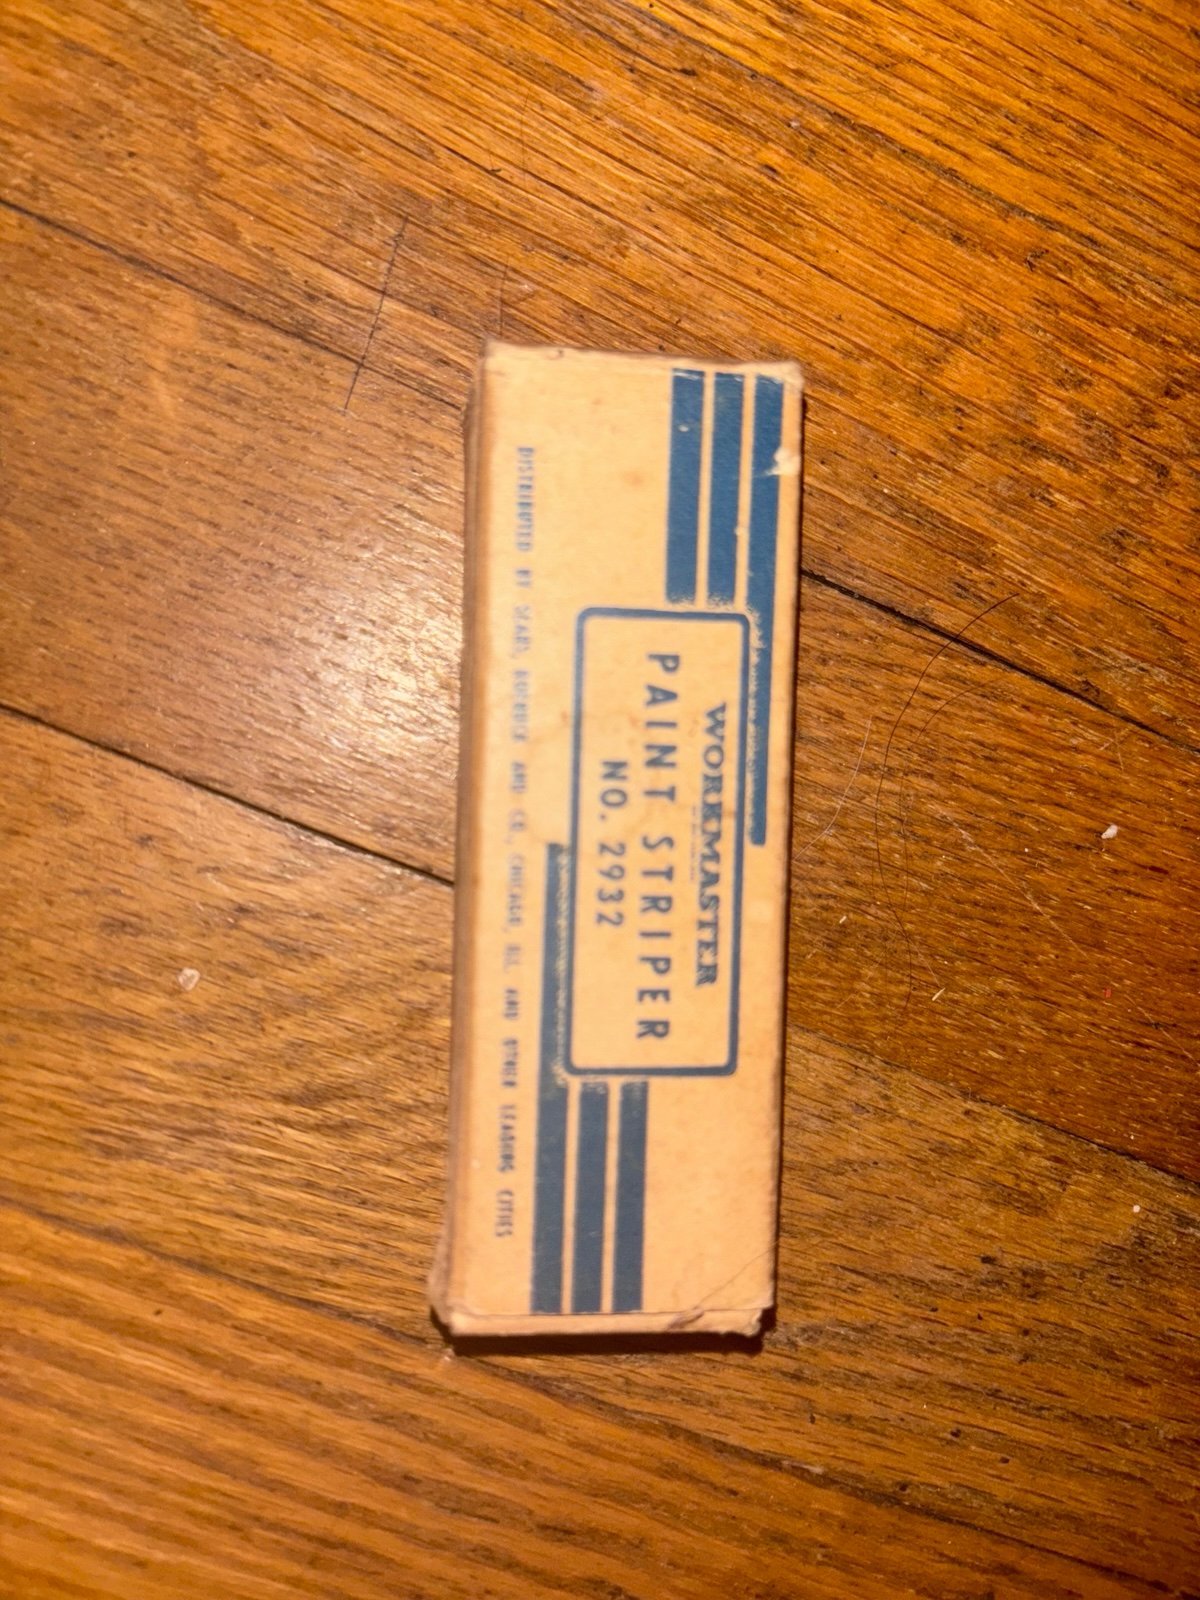 WORKMASTER
PAINT STRIPER
NO. 2932
DISTRIBUTED BY SEARS, ROEBUCK AND CO., CHICAGO, ILL. AND OTHER LEADING CITIES